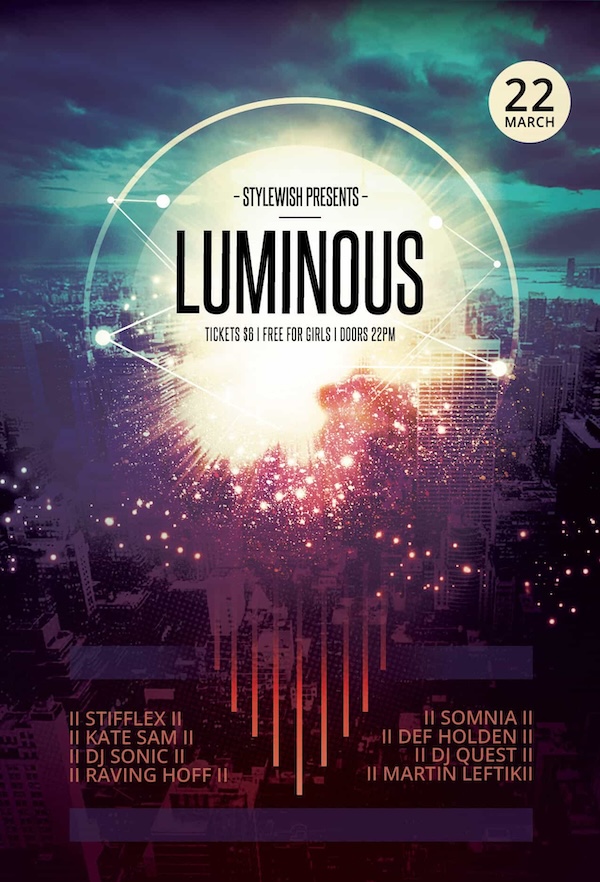 22
MARCH
– STYLEWISH PRESENTS –
LUMINOUS
TICKETS $6 | FREE FOR GIRLS | DOORS 22PM
II STIFFLEX II
II KATE SAM II
II DJ SONIC II
II RAVING HOFF II
II SOMNIA II
II DEF HOLDEN II
II DJ QUEST II
II MARTIN LEFTIKII